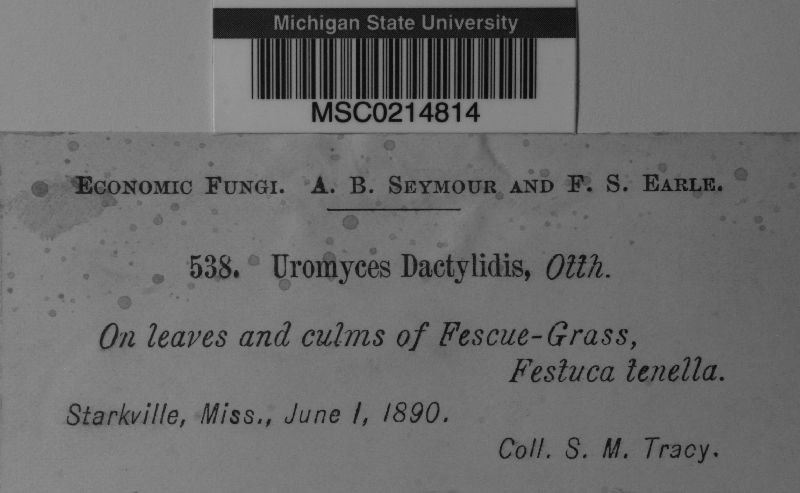 Michigan State University
MSC0214814
Economic Fungi. A. B. Seymour and F. S. Earle.
538. Uromyces Dactylidis, Otth.
On leaves and culms of Fescue-Grass,
Festuca tenella.
Starkville, Miss., June 1, 1890.
Coll. S. M. Tracy.